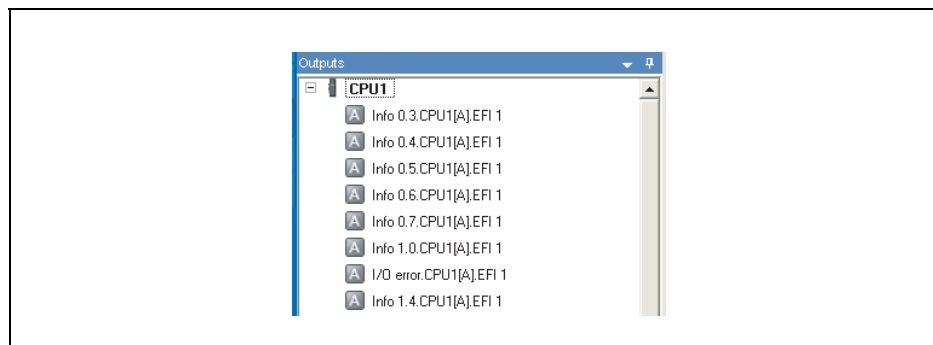 Outputs
CPU1
A Info 0.3.CPU1[A].EFI 1
A Info 0.4.CPU1[A].EFI 1
A Info 0.5.CPU1[A].EFI 1
A Info 0.6.CPU1[A].EFI 1
A Info 0.7.CPU1[A].EFI 1
A Info 1.0.CPU1[A].EFI 1
A I/O error.CPU1[A].EFI 1
A Info 1.4.CPU1[A].EFI 1